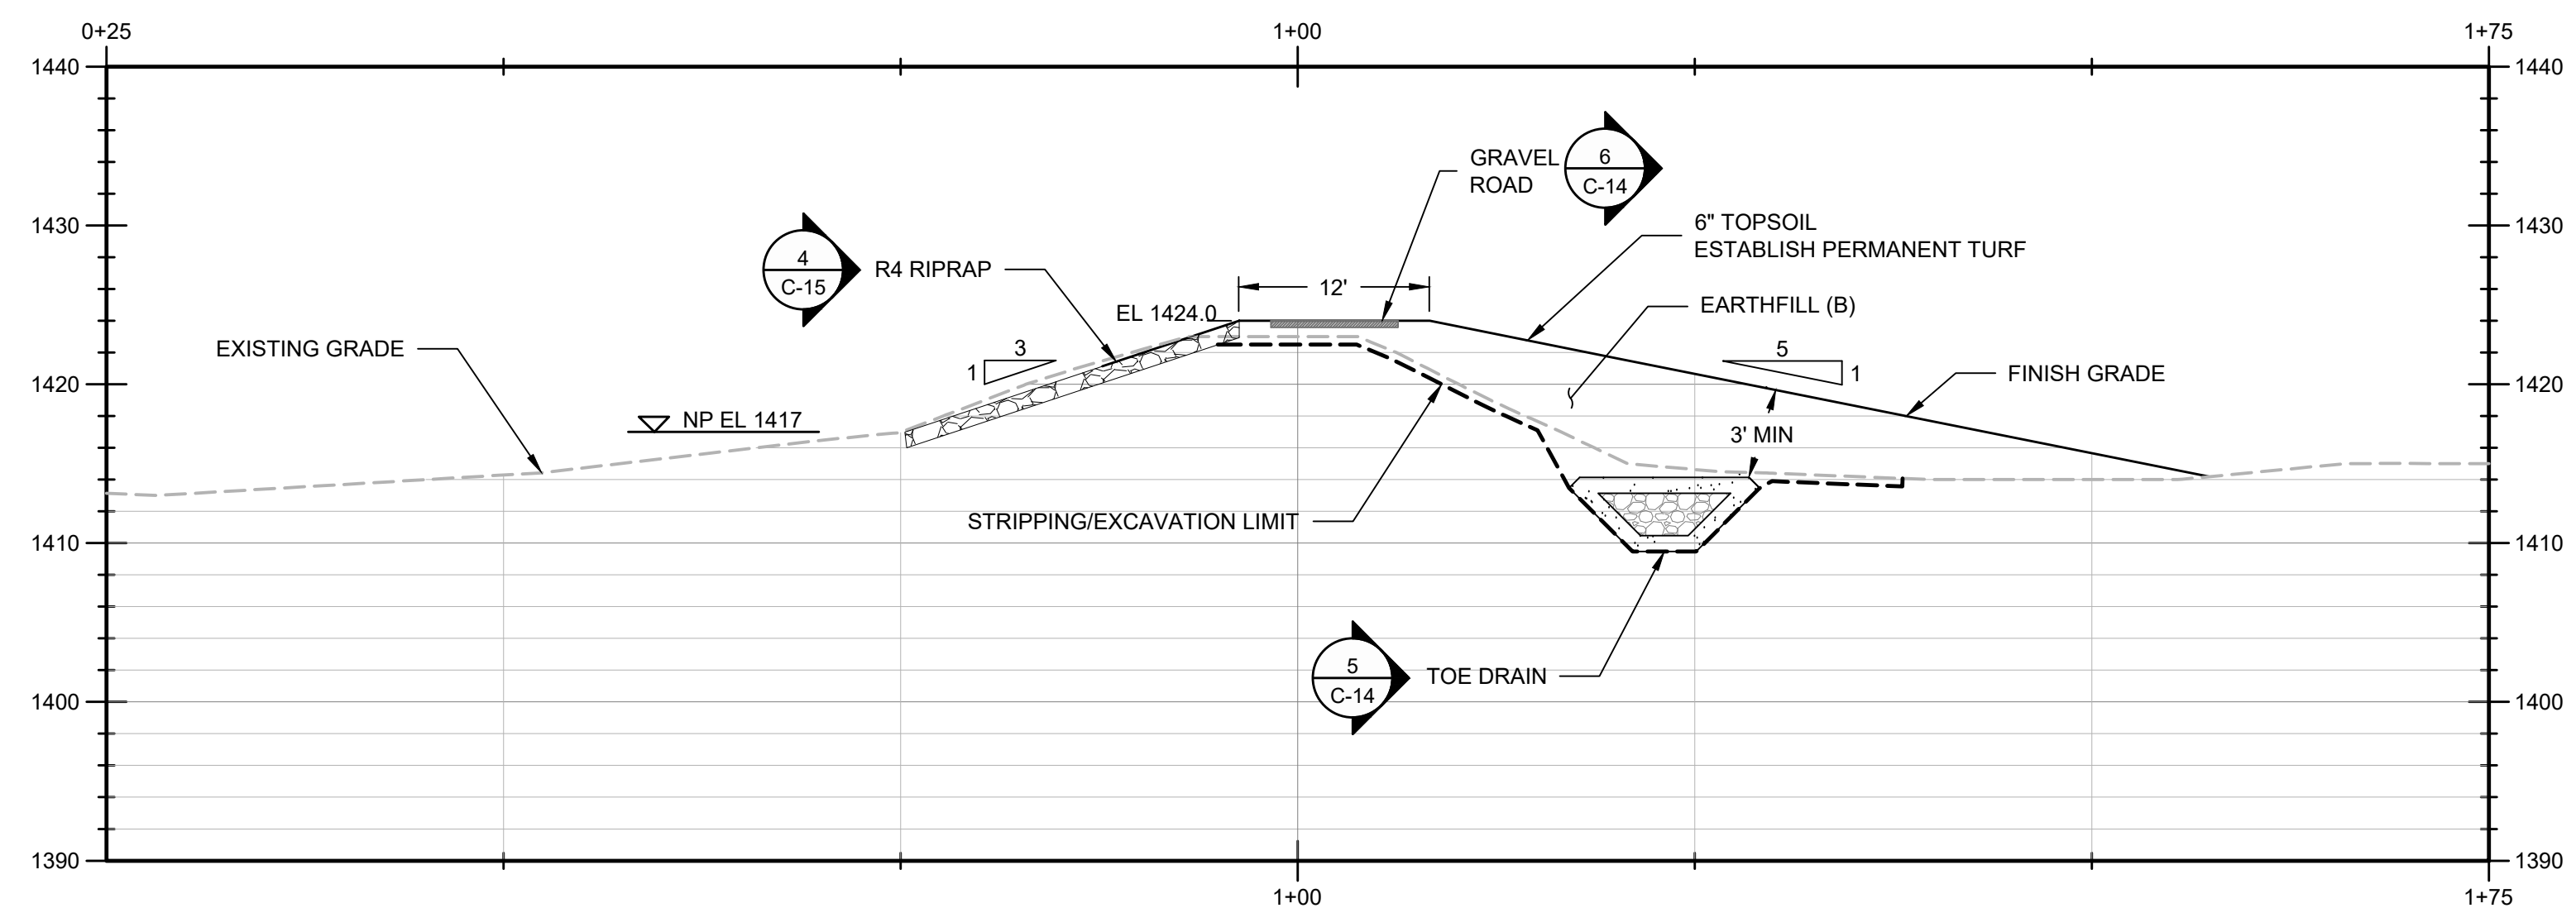 0+25
1+00
1+75
1440
1440
GRAVEL
ROAD
6
C-14
1430
1430
6" TOPSOIL
ESTABLISH PERMANENT TURF
4
C-15
R4 RIPRAP
12'
EARTHFILL (B)
EL 1424.0
EXISTING GRADE
3
1
5
1
FINISH GRADE
1420
1420
NP EL 1417
3' MIN
STRIPPING/EXCAVATION LIMIT
1410
1410
5
C-14
TOE DRAIN
1400
1400
1390
1390
1+00
1+75